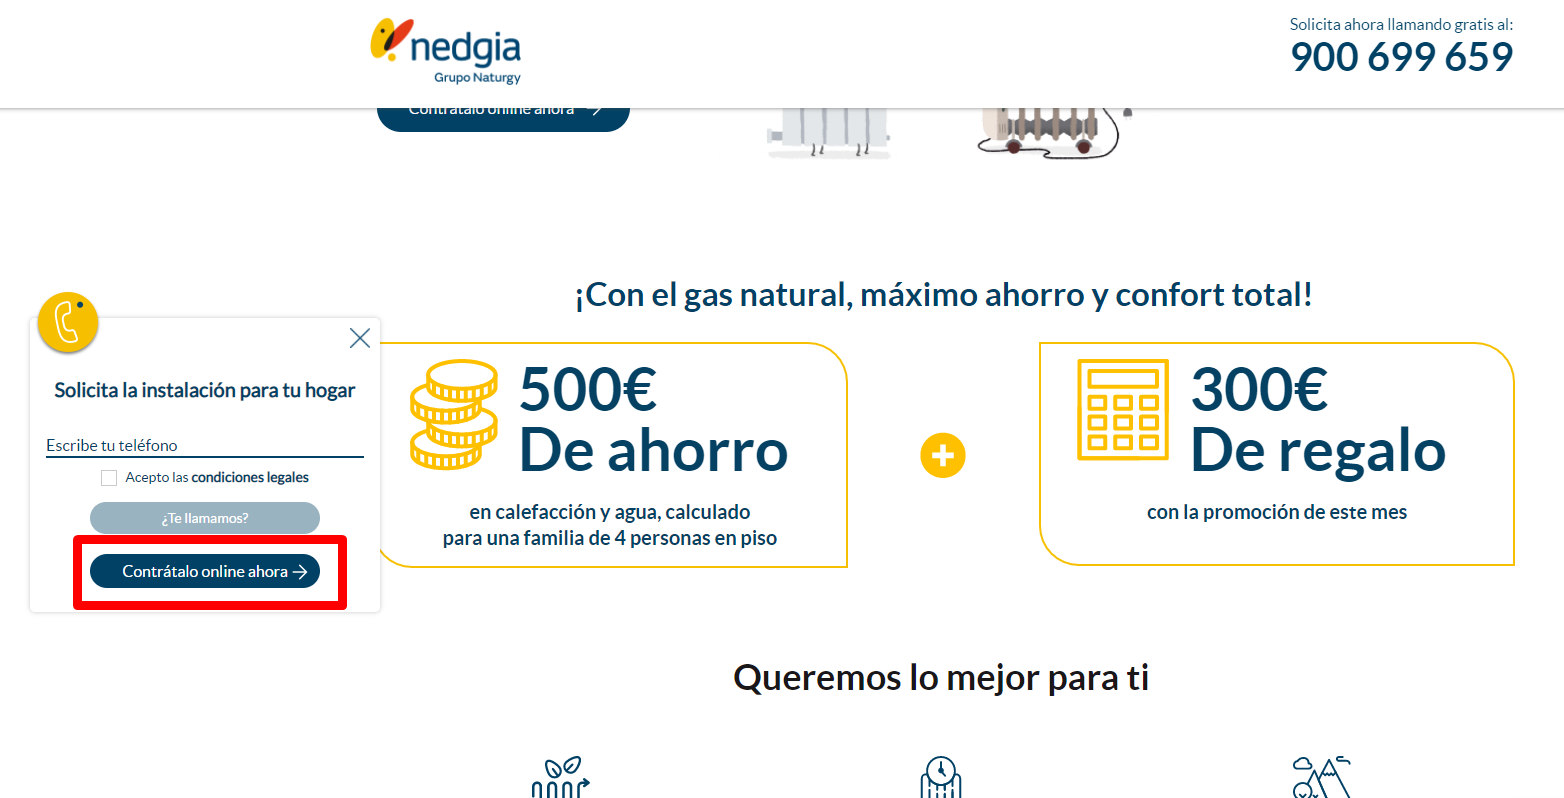 nedgia
Grupo Naturgy
Solicita ahora llamando gratis al:
900 699 659
Contrátalo online ahora
¡Con el gas natural, máximo ahorro y confort total!
Solicita la instalación para tu hogar
Escribe tu teléfono
Acepto las condiciones legales
¿Te llamamos?
Contrátalo online ahora
500€
De ahorro
en calefacción y agua, calculado
para una familia de 4 personas en piso
300€
De regalo
con la promoción de este mes
Queremos lo mejor para ti